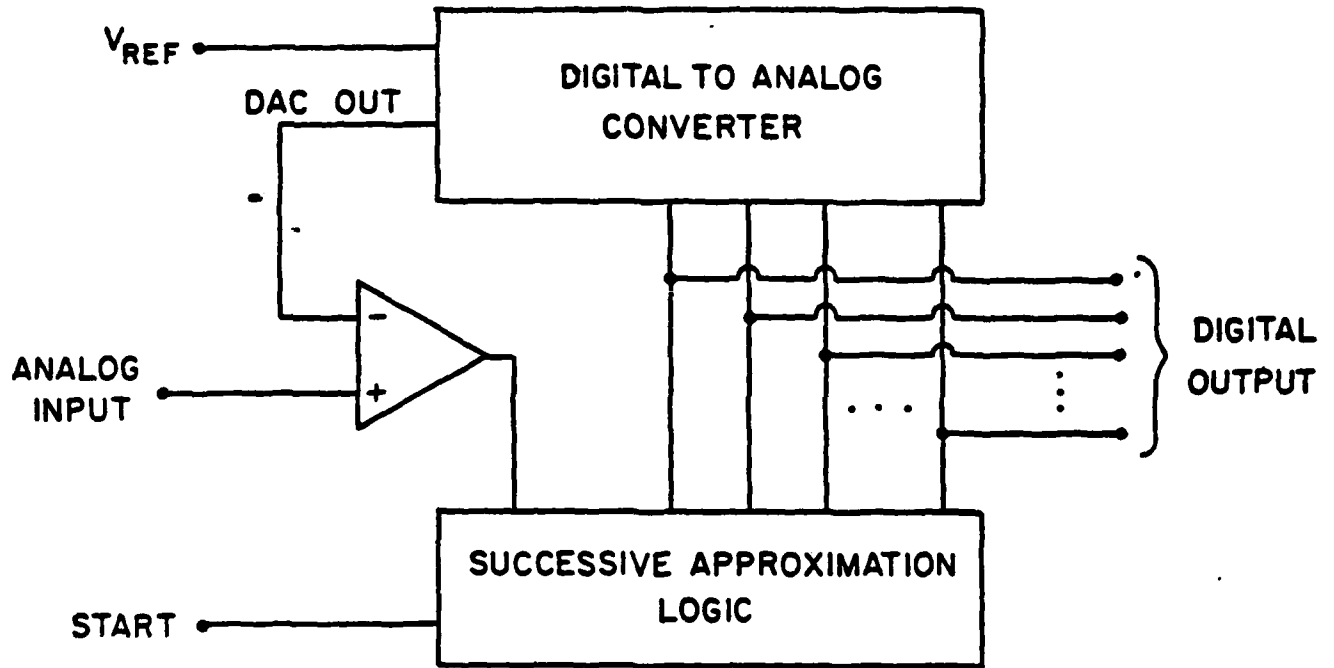 V_REF
DIGITAL TO ANALOG
CONVERTER
DAC OUT
-
+
ANALOG
INPUT
DIGITAL
OUTPUT
SUCCESSIVE APPROXIMATION
LOGIC
START